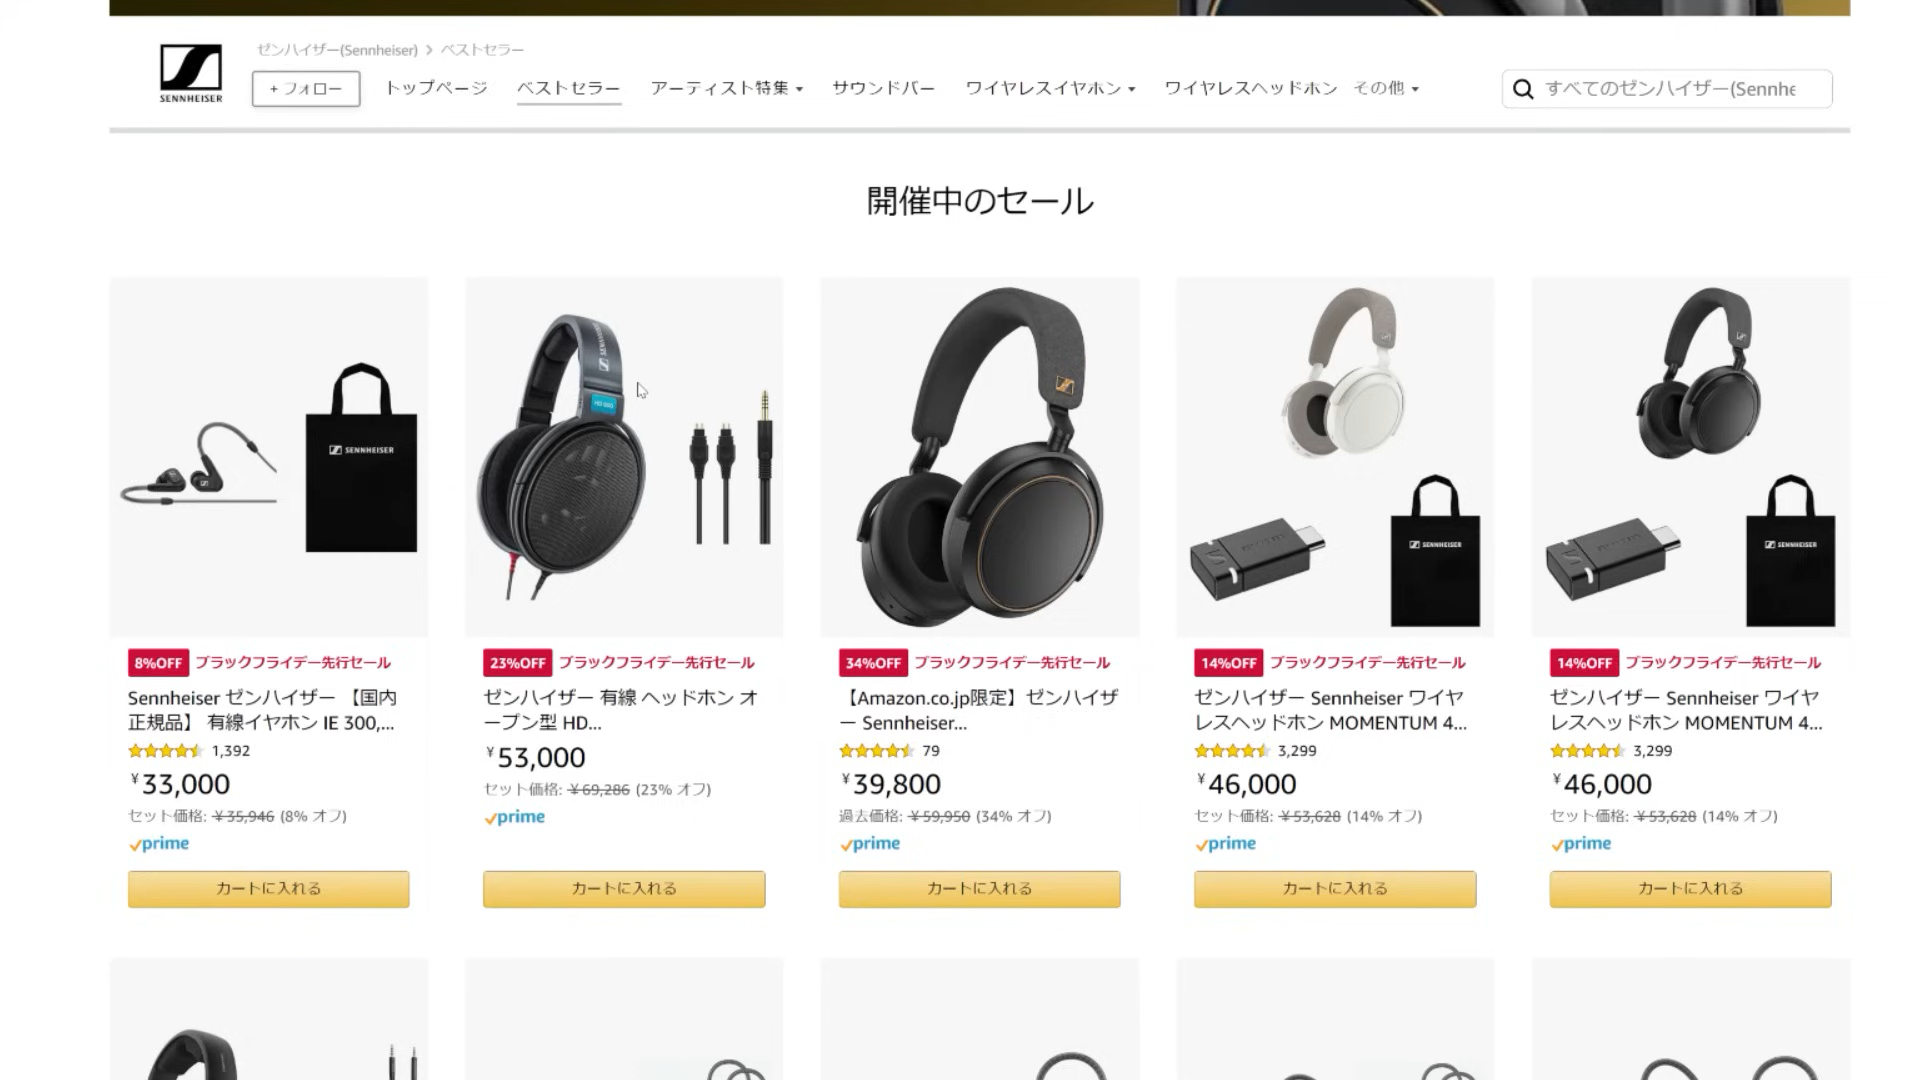 SENNHEISER
ゼンハイザー(Sennheiser) > ベストセラー
+ フォロー
トップページ
ベストセラー
アーティスト特集
サウンドバー
ワイヤレスイヤホン
ワイヤレスヘッドホン
その他
すべてのゼンハイザー(Sennhe
開催中のセール
SENNHEISER
SENNHEISER
SENNHEISER
8%OFF ブラックフライデー先行セール
Sennheiser ゼンハイザー 【国内
正規品】 有線イヤホン IE 300,...
1,392
¥33,000
セット価格: ¥35,946 (8% オフ)
prime
カートに入れる
23%OFF ブラックフライデー先行セール
ゼンハイザー 有線 ヘッドホン オ
ープン型 HD...
¥53,000
セット価格: ¥69,286 (23% オフ)
prime
カートに入れる
34%OFF ブラックフライデー先行セール
【Amazon.co.jp限定】ゼンハイザ
ー Sennheiser...
79
¥39,800
過去価格: ¥59,950 (34% オフ)
prime
カートに入れる
14%OFF ブラックフライデー先行セール
ゼンハイザー Sennheiser ワイヤ
レスヘッドホン MOMENTUM 4...
3,299
¥46,000
セット価格: ¥53,628 (14% オフ)
prime
カートに入れる
14%OFF ブラックフライデー先行セール
ゼンハイザー Sennheiser ワイヤ
レスヘッドホン MOMENTUM 4...
3,299
¥46,000
セット価格: ¥53,628 (14% オフ)
prime
カートに入れる